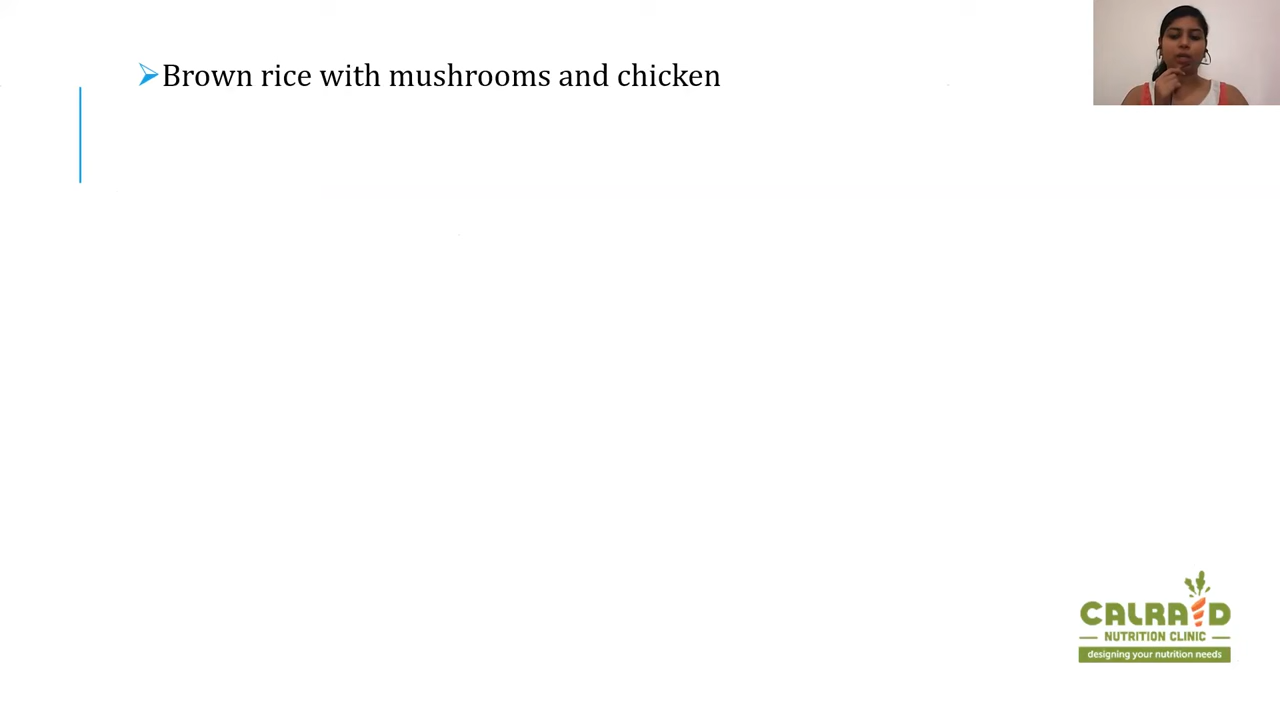 Brown rice with mushrooms and chicken
CALRAID
NUTRITION CLINIC
designing your nutrition needs